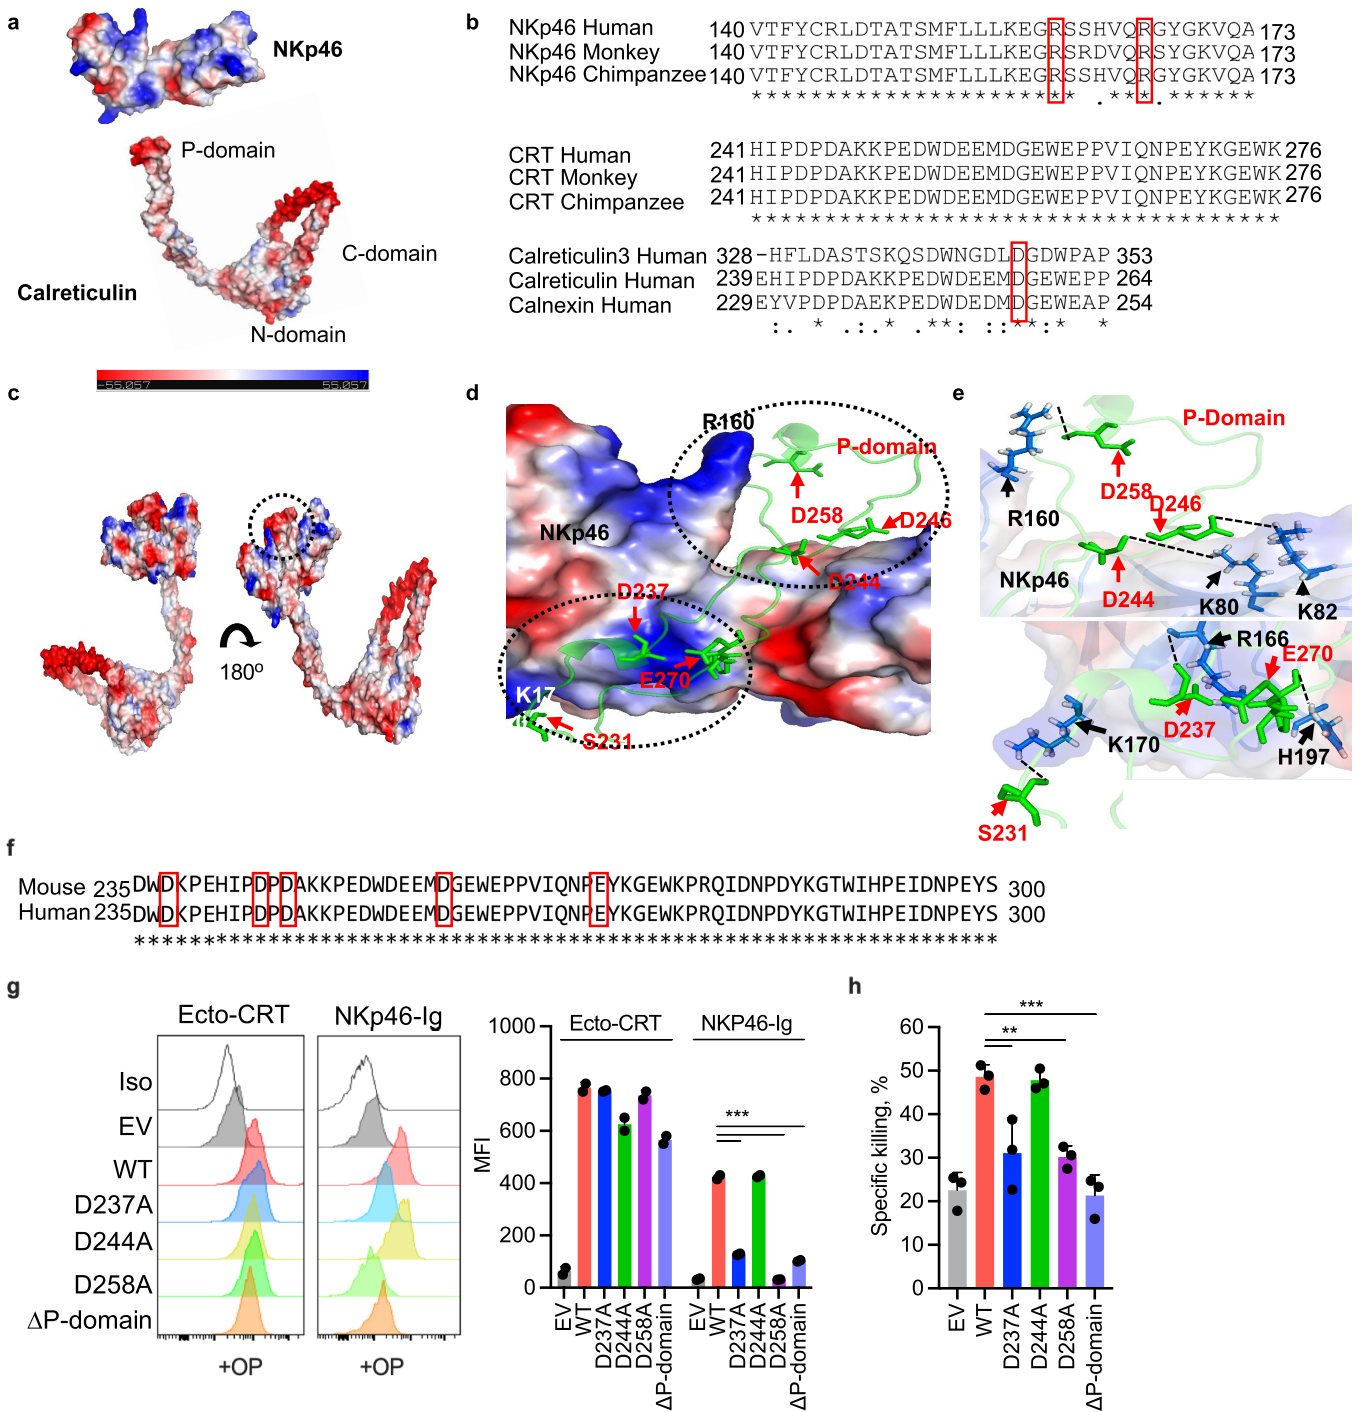 a
NKp46
P-domain
C-domain
Calreticulin
N-domain
-55.057 55.057
b
NKp46 Human 140 VTFYCRLDTATSMFLLLKEGRSSHVQRGYGKVQA 173
NKp46 Monkey 140 VTFYCRLDTATSMFLLLKEGRSRDVQRSYGKVQA 173
NKp46 Chimpanzee 140 VTFYCRLDTATSMFLLLKEGRSSHVQRGYGKVQA 173
********************** .***.******
CRT Human 241 HIPDPDAKKPEDWDEEMDGEWEPPVIQNPEYKGEWK 276
CRT Monkey 241 HIPDPDAKKPEDWDEEMDGEWEPPVIQNPEYKGEWK 276
CRT Chimpanzee 241 HIPDPDAKKPEDWDEEMDGEWEPPVIQNPEYKGEWK 276
************************************
Calreticulin3 Human 328 -HFLDASTSKQSDWNGDLDGDWPAP 353
Calreticulin Human 239 EHIPDPDAKKPEDWDEEMDGEWEPP 264
Calnexin Human 229 EYVPDPDAEKPEDWDEDMDGEWEAP 254
:. * .:. * ** : ::**: *
c
180º
d
R160
P-domain
NKp46
D258
D246
D244
D237
E270
K17
S231
e
P-Domain
D258
D246
R160
NKp46
D244
K80
K82
R166
E270
D237
K170
H197
S231
f
Mouse 235 DWDKPEHIPDPDAKKPEDWDEEMDGEWEPPVIQNPEYKGEWKPRQIDNPDYKGTWIHPEIDNPEYS 300
Human 235 DWDKPEHIPDPDAKKPEDWDEEMDGEWEPPVIQNPEYKGEWKPRQIDNPDYKGTWIHPEIDNPEYS 300
******************************************************************
g
Ecto-CRT NKp46-Ig
Iso
EV
WT
D237A
D244A
D258A
ΔP-domain
+OP +OP
MFI
1000
800
600
400
200
0
Ecto-CRT NKP46-Ig
***
EV WT D237A D244A D258A ΔP-domain EV WT D237A D244A D258A ΔP-domain
h
Specific killing, %
60
50
40
30
20
10
0
***
**
EV WT D237A D244A D258A ΔP-domain